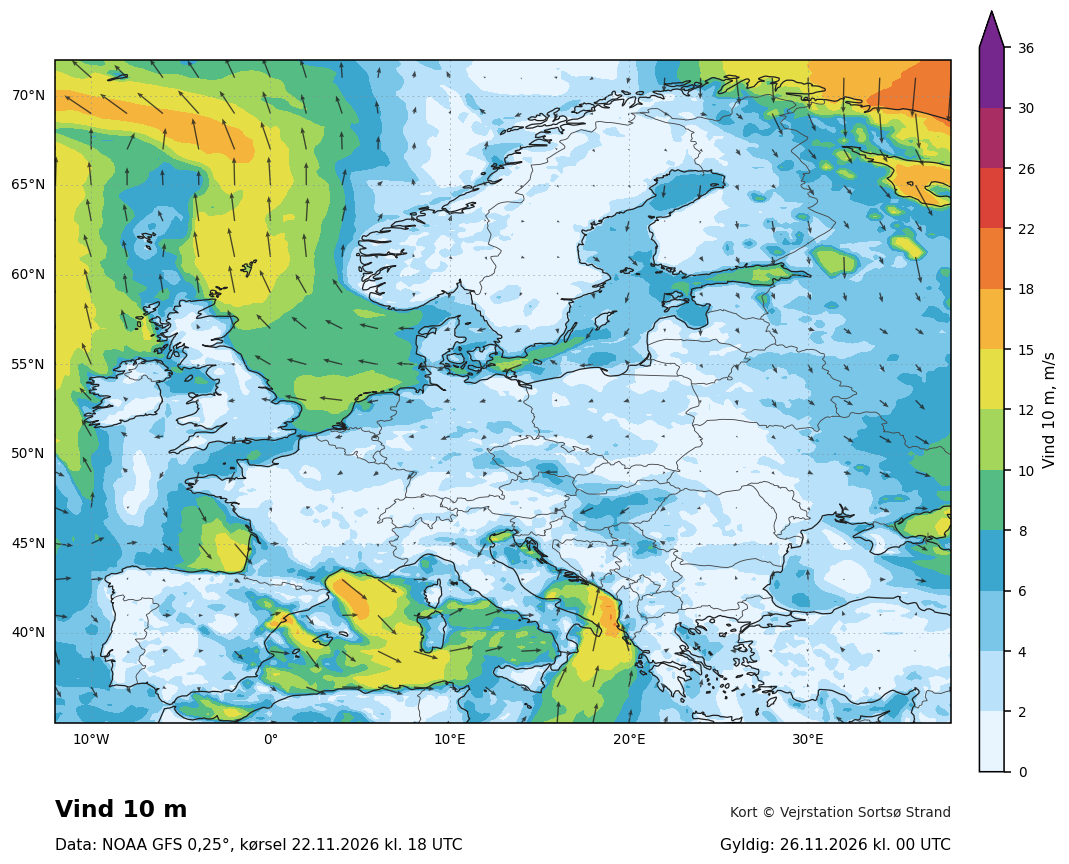 36
30
26
22
18
15
12
10
8
6
4
2
0
Vind 10 m, m/s
70°N
65°N
60°N
55°N
50°N
45°N
40°N
10°W
0°
10°E
20°E
30°E
Vind 10 m
Kort © Vejrstation Sortsø Strand
Data: NOAA GFS 0,25°, kørsel 22.11.2026 kl. 18 UTC
Gyldig: 26.11.2026 kl. 00 UTC